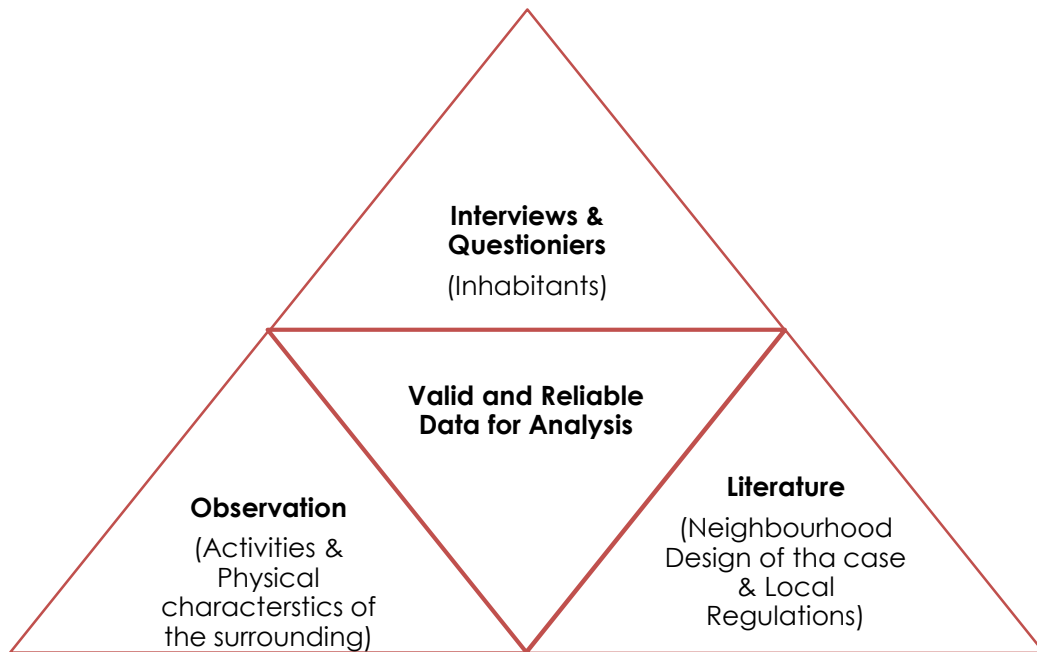 Interviews &
Questioniers
(Inhabitants)
Valid and Reliable
Data for Analysis
Observation
(Activities &
Physical
characterstics of
the surrounding)
Literature
(Neighbourhood
Design of tha case
& Local
Regulations)